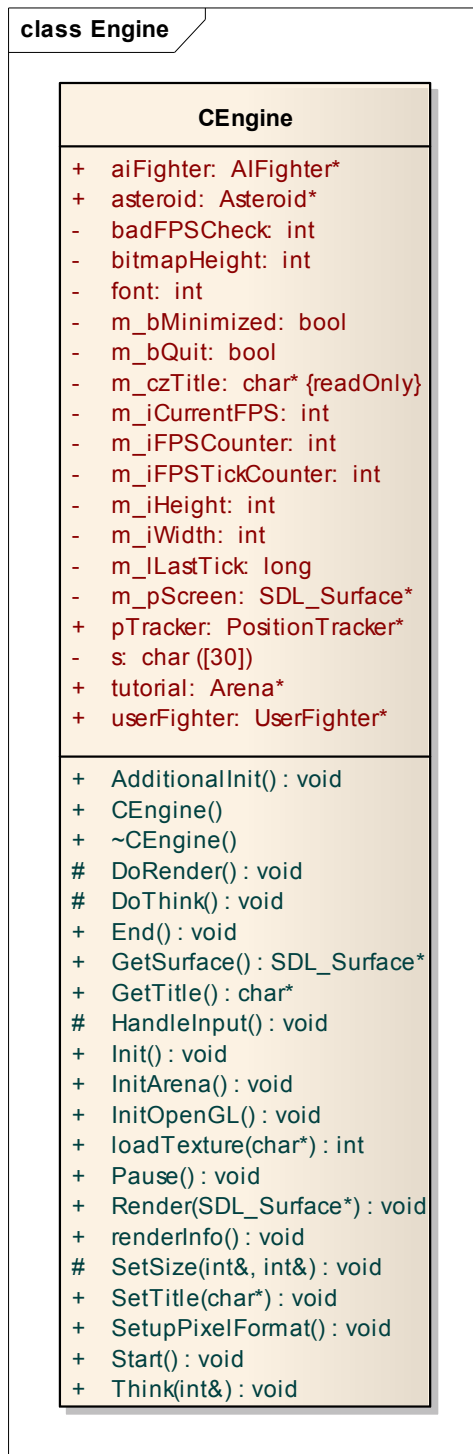 class Engine
CEngine
+ aiFighter: AIFighter*
+ asteroid: Asteroid*
- badFPSCheck: int
- bitmapHeight: int
- font: int
- m_bMinimized: bool
- m_bQuit: bool
- m_czTitle: char* {readOnly}
- m_iCurrentFPS: int
- m_iFPSCounter: int
- m_iFPSTickCounter: int
- m_iHeight: int
- m_iWidth: int
- m_lLastTick: long
- m_pScreen: SDL_Surface*
+ pTracker: PositionTracker*
- s: char ([30])
+ tutorial: Arena*
+ userFighter: UserFighter*
+ AdditionalInit() : void
+ CEngine()
+ ~CEngine()
# DoRender() : void
# DoThink() : void
+ End() : void
+ GetSurface() : SDL_Surface*
+ GetTitle() : char*
# HandleInput() : void
+ Init() : void
+ InitArena() : void
+ InitOpenGL() : void
+ loadTexture(char*) : int
+ Pause() : void
+ Render(SDL_Surface*) : void
+ renderInfo() : void
# SetSize(int&, int&) : void
+ SetTitle(char*) : void
+ SetupPixelFormat() : void
+ Start() : void
+ Think(int&) : void